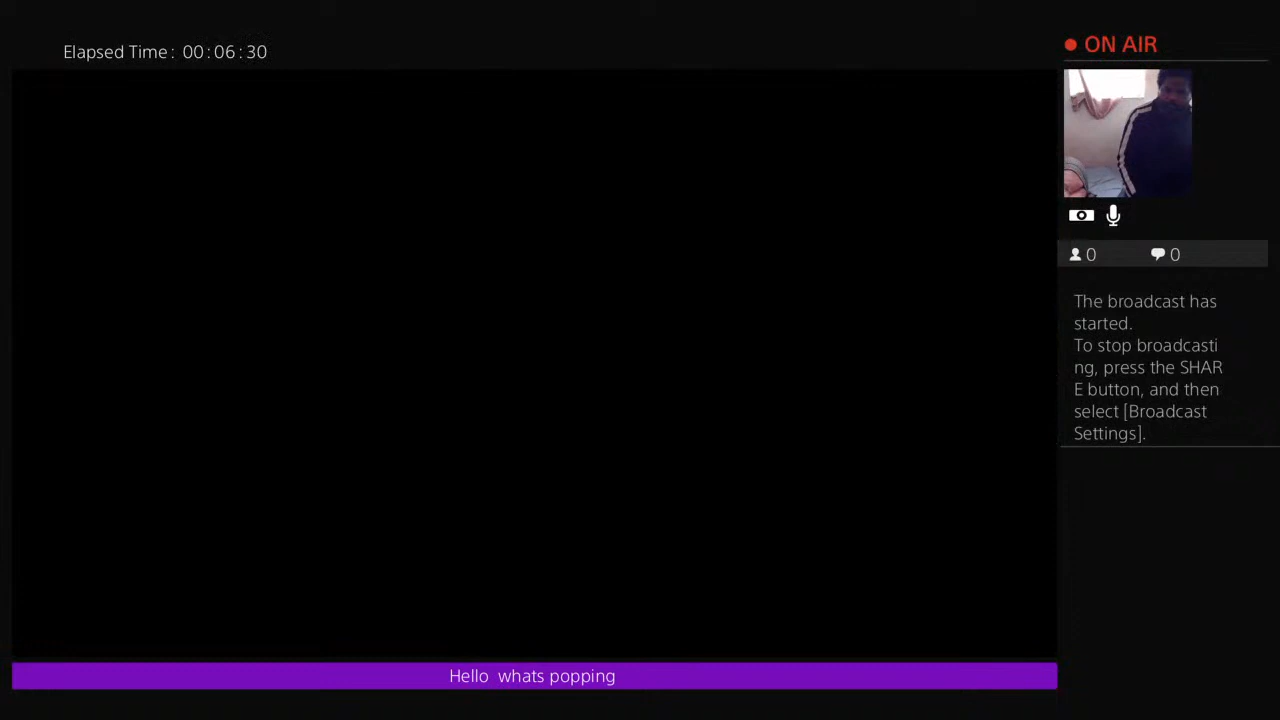 Elapsed Time: 00:06:30
ON AIR
0 0
The broadcast has
started.
To stop broadcasti
ng, press the SHAR
E button, and then
select [Broadcast
Settings].
Hello whats popping